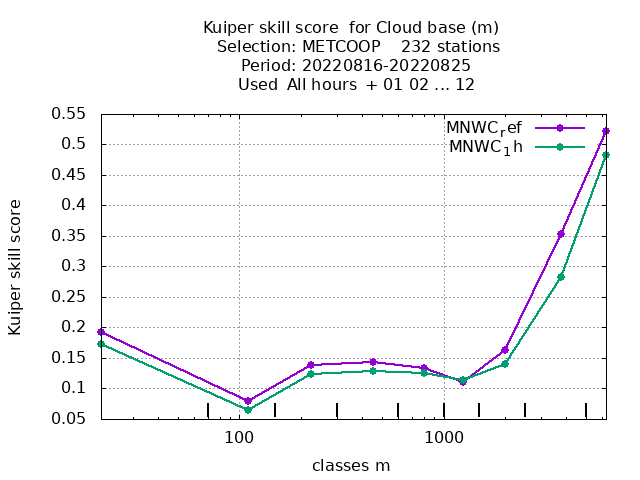 Kuiper skill score for Cloud base (m)
Selection: METCOOP 232 stations
Period: 20220816-20220825
Used All hours + 01 02 ... 12
MNWC_ref
MNWC_1h
0.55
0.5
0.45
0.4
0.35
0.3
0.25
0.2
0.15
0.1
0.05
Kuiper skill score
100 1000
classes m